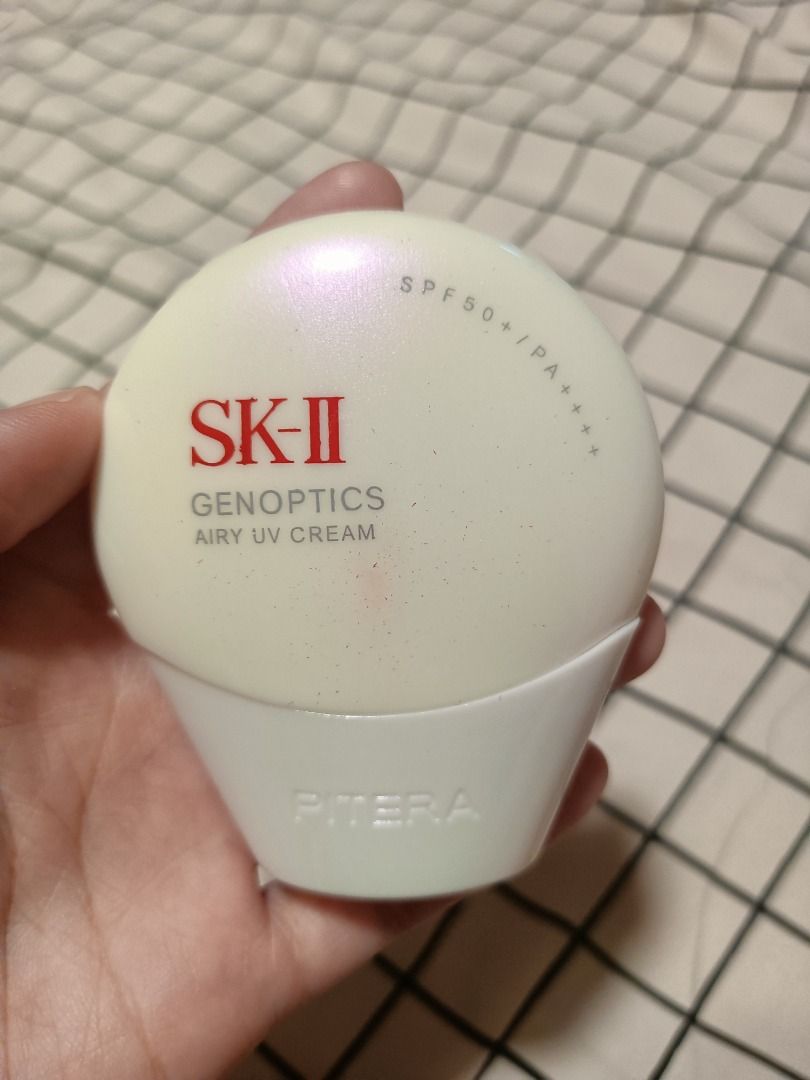 SPF50+/PA++++
SK-II
GENOPTICS
AIRY UV CREAM
PITERA